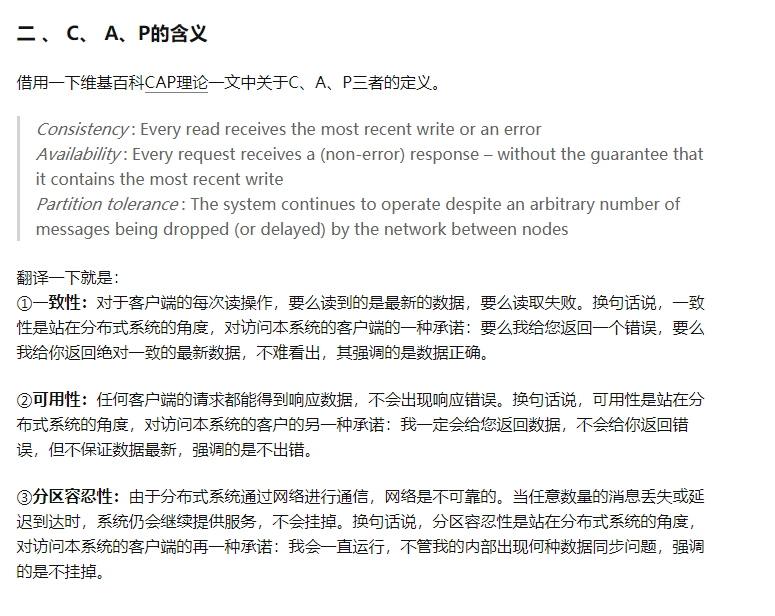 二 、 C、 A、P的含义
借用一下维基百科CAP理论一文中关于C、A、P三者的定义。
Consistency : Every read receives the most recent write or an error
Availability : Every request receives a (non-error) response – without the guarantee that
it contains the most recent write
Partition tolerance : The system continues to operate despite an arbitrary number of
messages being dropped (or delayed) by the network between nodes
翻译一下就是：
①一致性：对于客户端的每次读操作，要么读到的是最新的数据，要么读取失败。换句话说，一致
性是站在分布式系统的角度，对访问本系统的客户端的一种承诺：要么我给您返回一个错误，要么
我给你返回绝对一致的最新数据，不难看出，其强调的是数据正确。
②可用性：任何客户端的请求都能得到响应数据，不会出现响应错误。换句话说，可用性是站在分
布式系统的角度，对访问本系统的客户的另一种承诺：我一定会给您返回数据，不会给你返回错
误，但不保证数据最新，强调的是不出错。
③分区容忍性：由于分布式系统通过网络进行通信，网络是不可靠的。当任意数量的消息丢失或延
迟到达时，系统仍会继续提供服务，不会挂掉。换句话说，分区容忍性是站在分布式系统的角度，
对访问本系统的客户端的再一种承诺：我会一直运行，不管我的内部出现何种数据同步问题，强调
的是不挂掉。